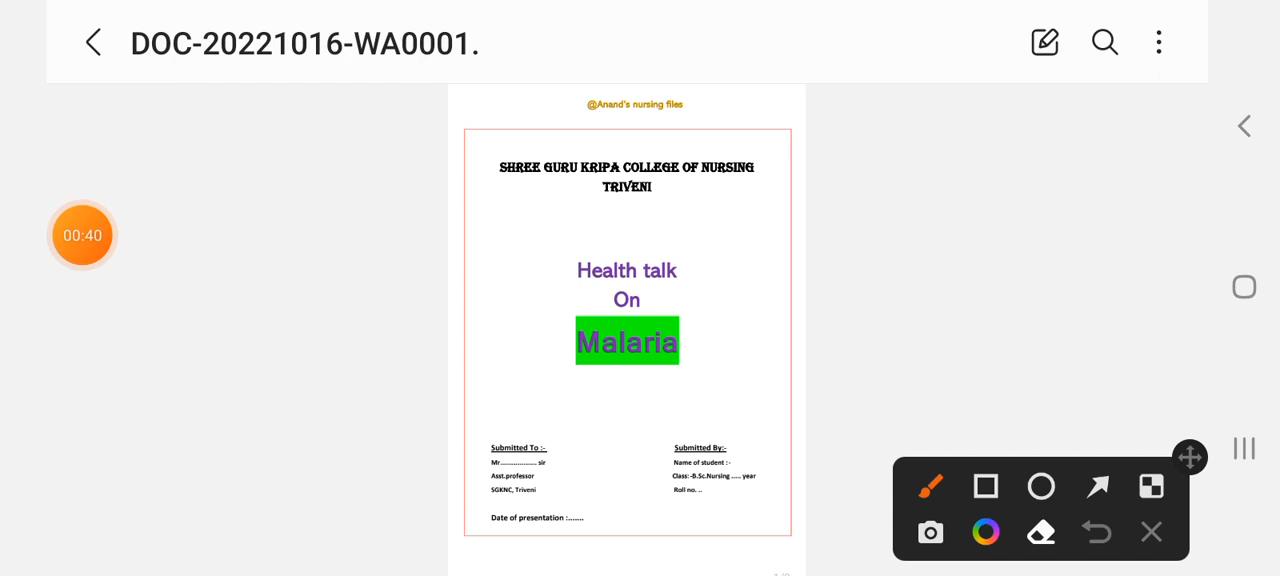 DOC-20221016-WA0001.
@Anand's nursing files
SHREE GURU KRIPA COLLEGE OF NURSING
TRIVENI
00:40
Health talk
On
Malaria
Submitted To :-
Submitted By:-
Mr.................... sir
Name of student :-
Asst.professor
Class: -B.Sc.Nursing ..... year
SGKNC, Triveni
Roll no. ..
Date of presentation :.......